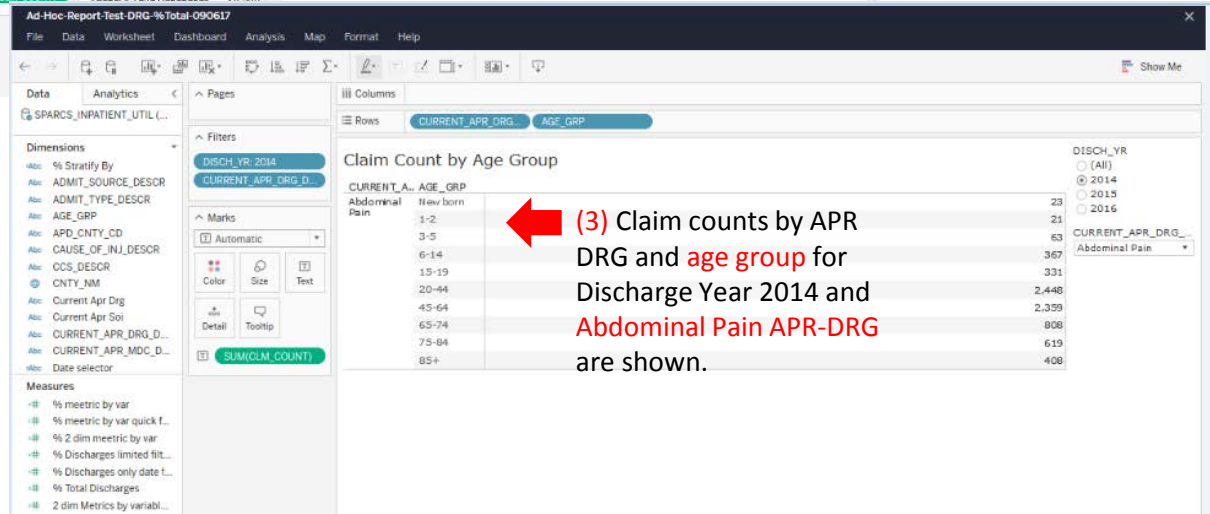 Ad-Hoc-Report-Test-DRG-%Total-090617
File Data Worksheet Dashboard Analysis Map Format Help
Show Me
Data Analytics
SPARCS_INPATIENT_UTIL (...
Dimensions
% Stratify By
ADMIT_SOURCE_DESCR
ADMIT_TYPE_DESCR
AGE_GRP
APD_CNTY_CD
CAUSE_OF_INJ_DESCR
CCS_DESCR
CNTY_NM
Current Apr Drg
Current Apr Soi
CURRENT_APR_DRG_D...
CURRENT_APR_MDC_D...
Date selector
Measures
% meetric by var
% meetric by var quick f...
% 2 dim meetric by var
% Discharges limited filt...
% Discharges only date f...
% Total Discharges
2 dim Metrics by variabl...
Pages
Filters
DISCH_YR: 2014
CURRENT_APR_DRG_D...
Marks
Automatic
Color Size Text
Detail Tooltip
SUM(CLM_COUNT)
Columns
Rows CURRENT_APR_DRG... AGE_GRP
Claim Count by Age Group
CURRENT_A.. AGE_GRP
Abdominal Pain
New born 23
1-2 21
3-5 63
6-14 367
15-19 331
20-44 2,448
45-64 2,359
65-74 808
75-84 619
85+ 408
(3) Claim counts by APR
DRG and age group for
Discharge Year 2014 and
Abdominal Pain APR-DRG
are shown.
DISCH_YR
(All)
2014
2015
2016
CURRENT_APR_DRG_...
Abdominal Pain